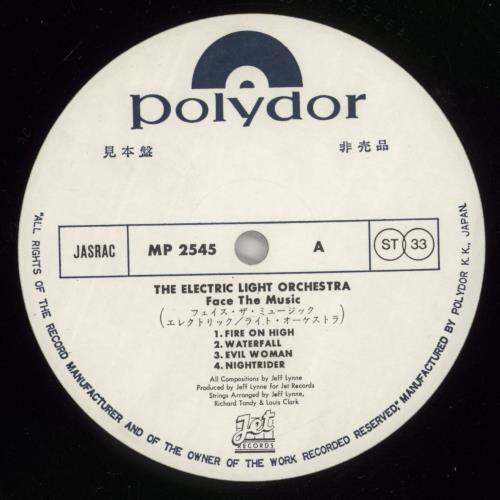 polydor
見本盤 非売品
JASRAC MP 2545 A ST 33
THE ELECTRIC LIGHT ORCHESTRA
Face The Music
(フェイス・ザ・ミュージック
エレクトリック/ライト・オーケストラ)
1. FIRE ON HIGH
2. WATERFALL
3. EVIL WOMAN
4. NIGHTRIDER
All Compositions by Jeff Lynne
Produced by Jeff Lynne for Jet Records
Strings Arranged by Jeff Lynne,
Richard Tandy & Louis Clark
Jet
RECORDS
"ALL RIGHTS OF THE RECORD MANUFACTURER AND OF THE OWNER OF THE WORK RECORDED RESERVED," MANUFACTURED BY POLYDOR K.K., JAPAN.